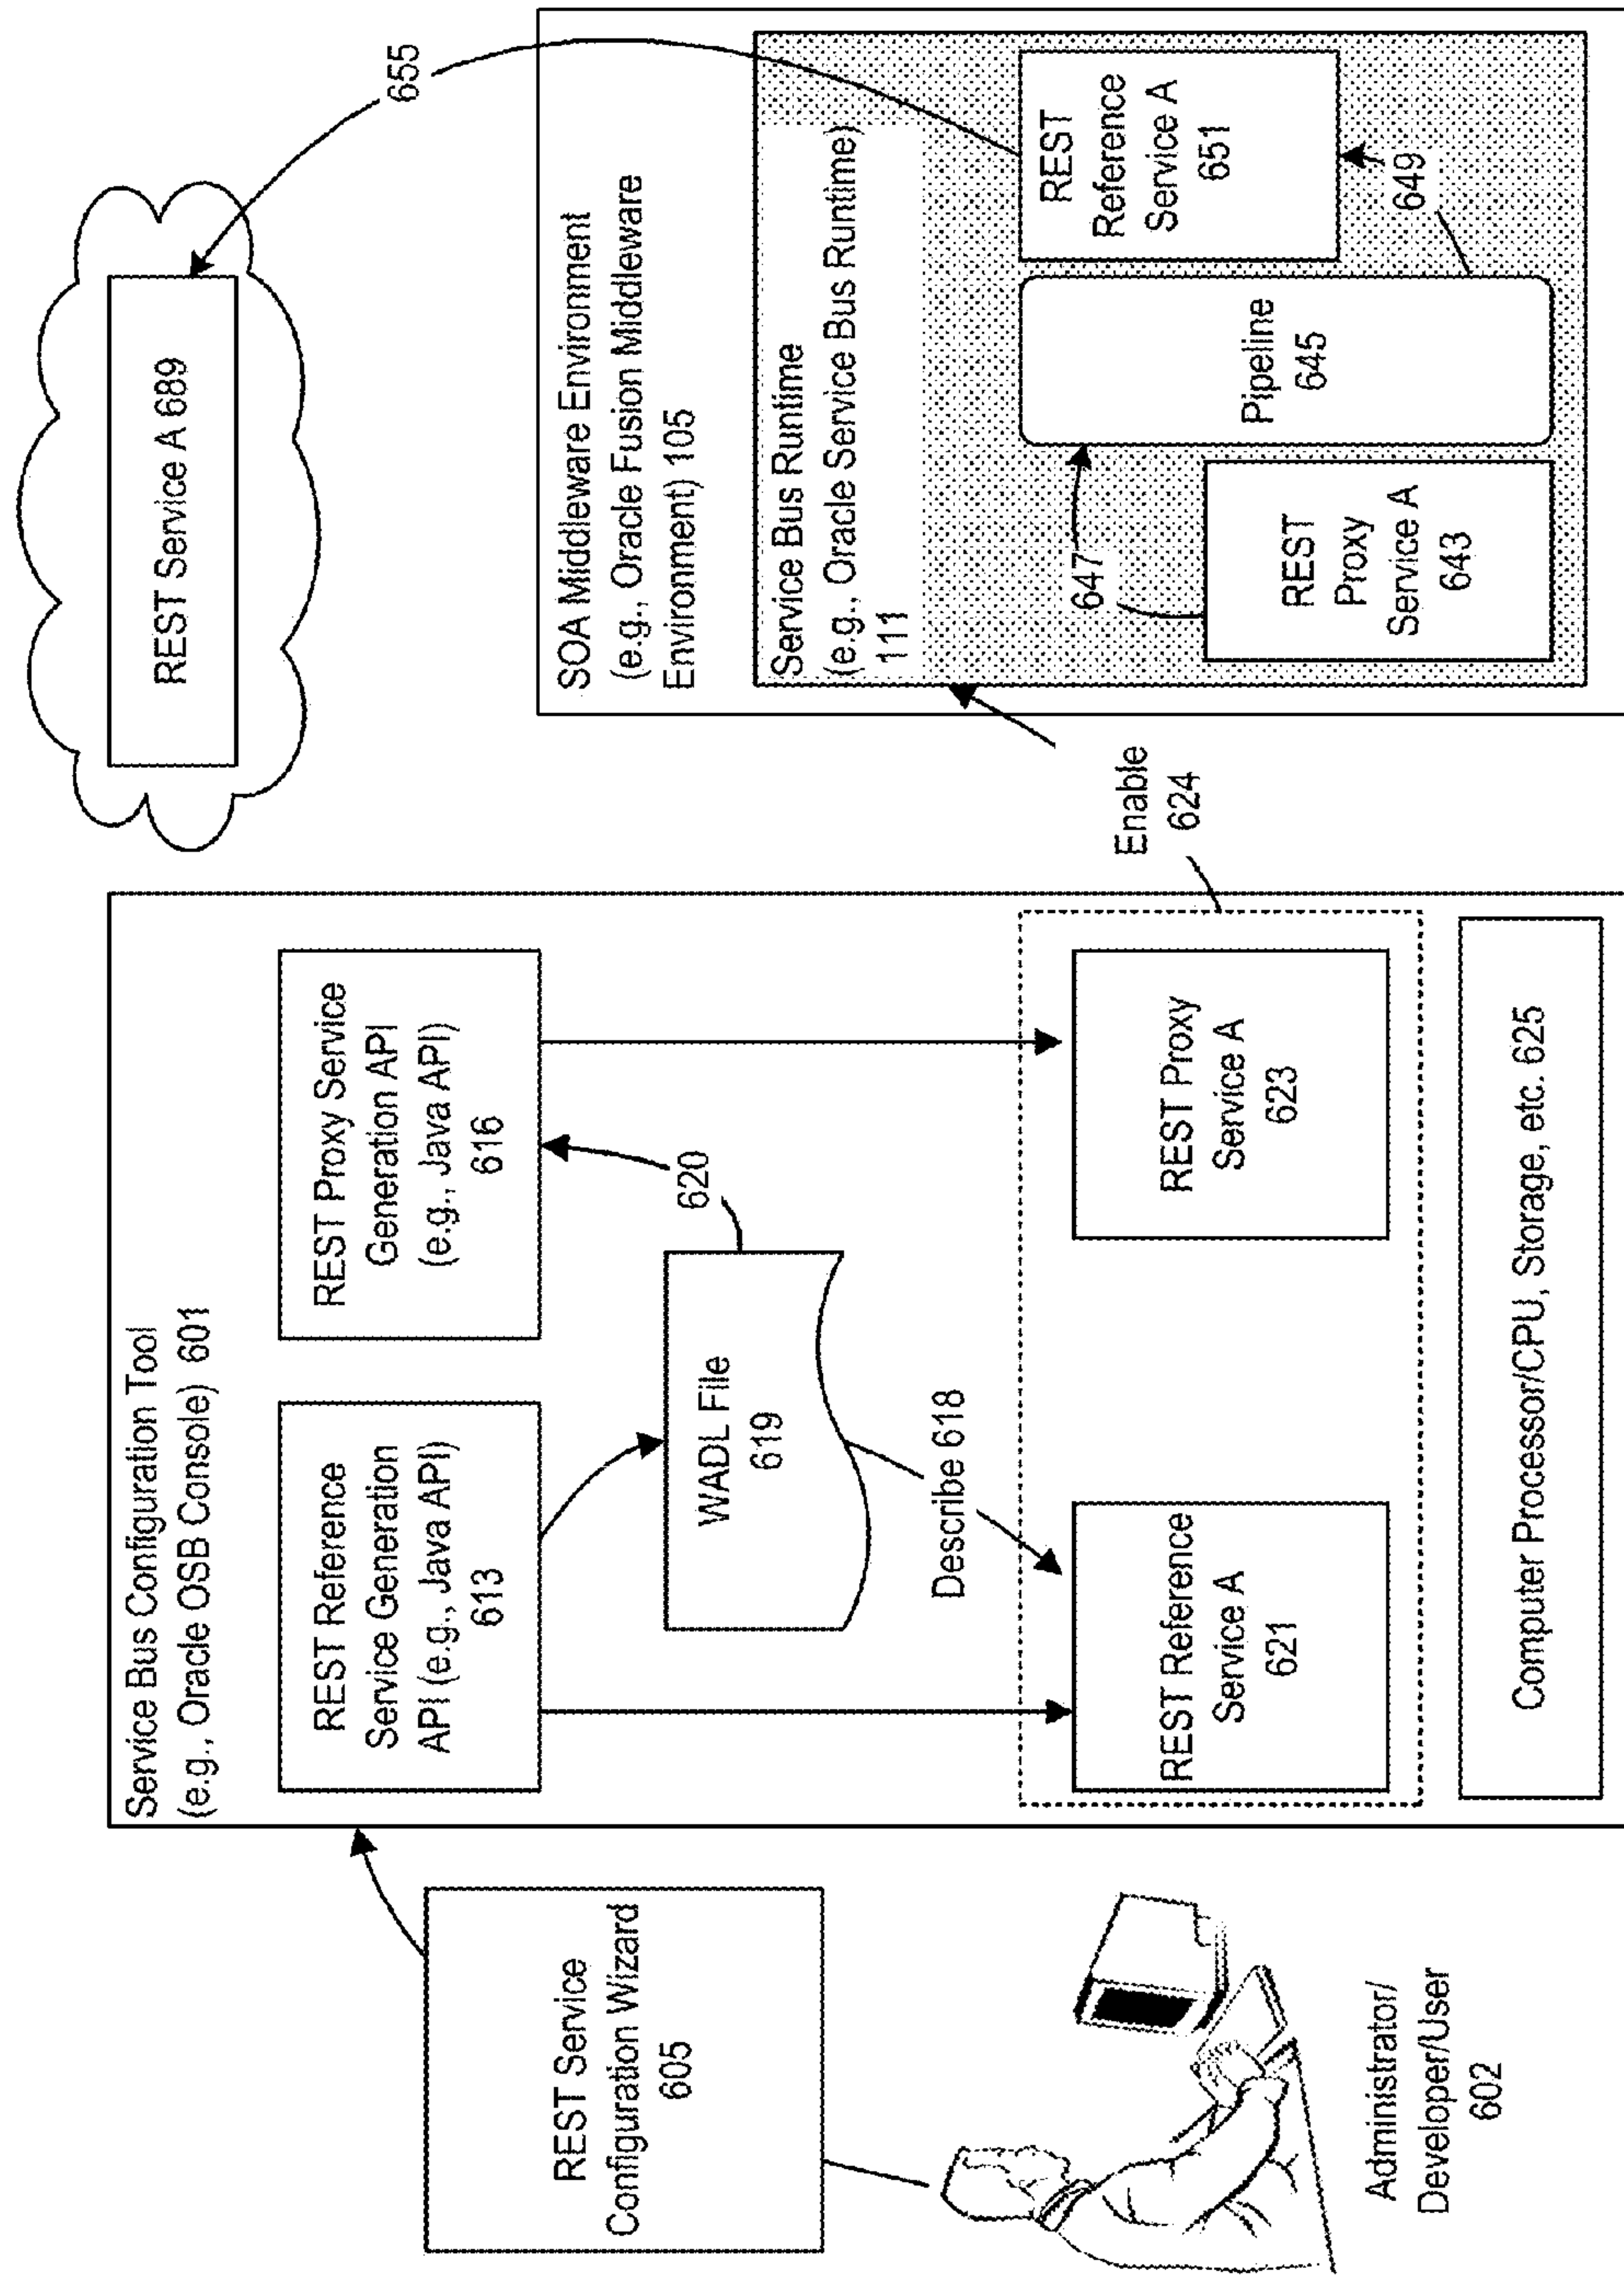 REST Service
Configuration Wizard
605
Administrator/
Developer/User
602
Service Bus Configuration Tool
(e.g., Oracle OSB Console) 601
REST Reference
Service Generation
API (e.g., Java API)
613
REST Proxy Service
Generation API
(e.g., Java API)
616
620
WADL File
619
Describe 618
REST Reference
Service A
621
REST Proxy
Service A
623
Computer Processor/CPU, Storage, etc. 625
Enable
624
REST Service A 689
655
SOA Middleware Environment
(e.g., Oracle Fusion Middleware
Environment) 105
Service Bus Runtime
(e.g., Oracle Service Bus Runtime)
111
647
REST
Proxy
Service A
643
Pipeline
645
649
REST
Reference
Service A
651